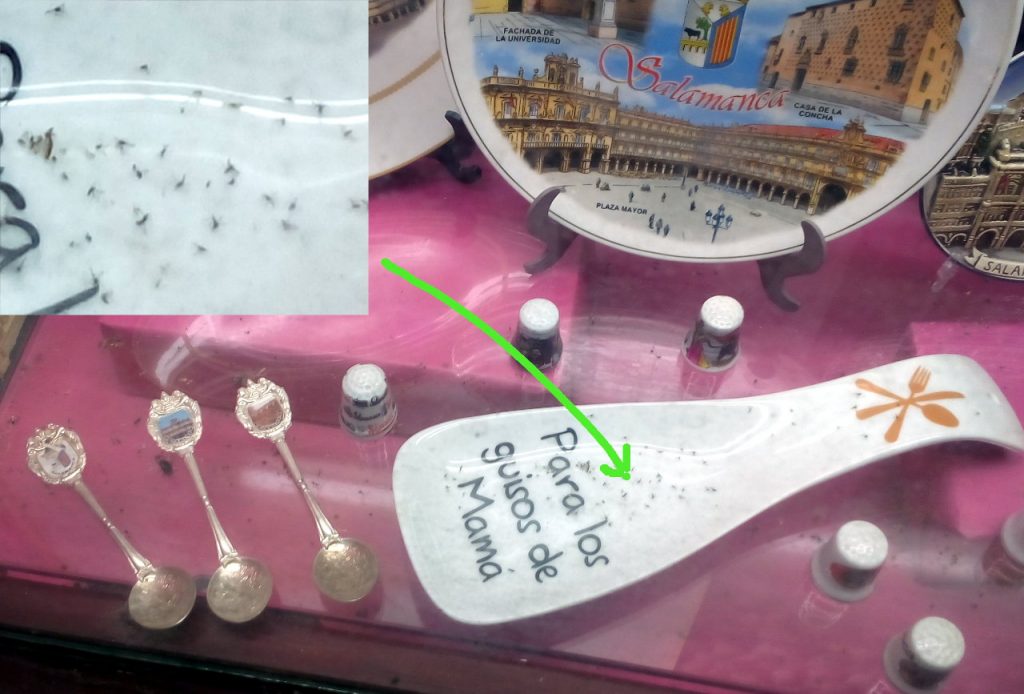 FACHADA DE
LA UNIVERSIDAD
Salamanca
CASA DE LA
CONCHA
PLAZA MAYOR
Para los
guisos de
Mamá